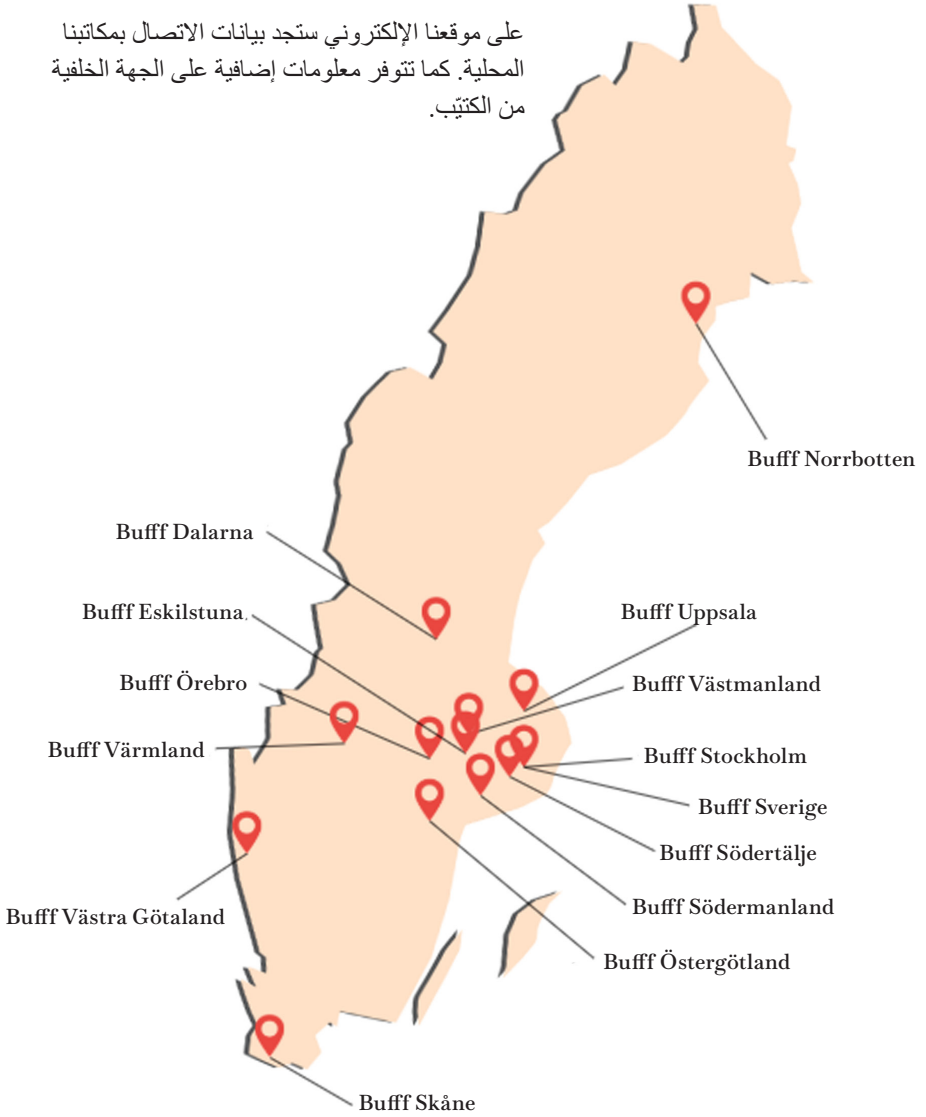 على موقعنا الإلكتروني ستجد بيانات الاتصال بمكاتبنا
المحلية. كما تتوفر معلومات إضافية على الجهة الخلفية
من الكتيّب.
Bufff Norrbotten
Bufff Dalarna
Bufff Eskilstuna
Bufff Uppsala
Bufff Örebro
Bufff Västmanland
Bufff Värmland
Bufff Stockholm
Bufff Sverige
Bufff Södertälje
Bufff Västra Götaland
Bufff Södermanland
Bufff Östergötland
Bufff Skåne